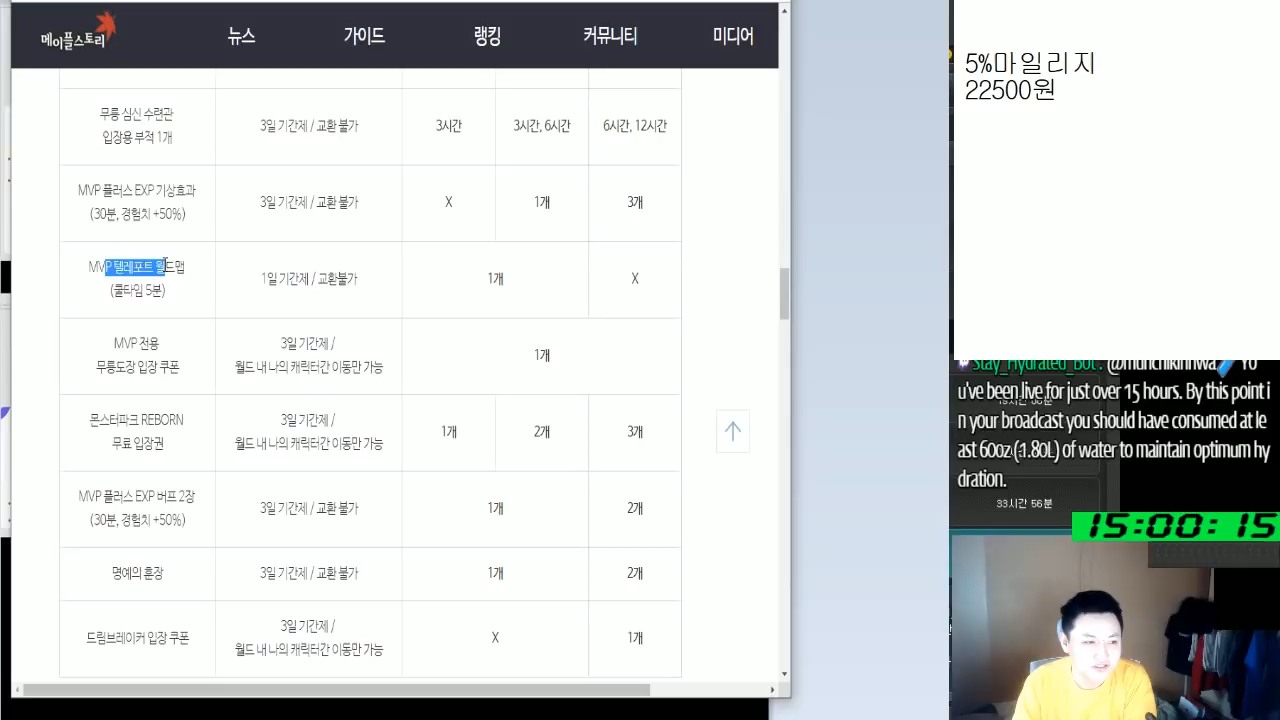 메이플스토리
뉴스
가이드
랭킹
커뮤니티
미디어
무릉 심신 수련관
입장용 부적 1개
3일 기간제 / 교환 불가
3시간
3시간, 6시간
6시간, 12시간
MVP 플러스 EXP 기상효과
(30분, 경험치 +50%)
3일 기간제 / 교환 불가
X
1개
3개
MVP 텔레포트 월드맵
(쿨타임 5분)
1일 기간제 / 교환불가
1개
X
MVP 전용
무릉도장 입장 쿠폰
3일 기간제 /
월드 내 나의 캐릭터간 이동만 가능
1개
몬스터파크 REBORN
무료 입장권
3일 기간제 /
월드 내 나의 캐릭터간 이동만 가능
1개
2개
3개
MVP 플러스 EXP 버프 2장
(30분, 경험치 +50%)
3일 기간제 / 교환 불가
1개
2개
명예의 훈장
3일 기간제 / 교환 불가
1개
2개
드림브레이커 입장 쿠폰
3일 기간제 /
월드 내 나의 캐릭터간 이동만 가능
X
1개
5%마일리지
22500원
Stay_Hydrated_Bot : @munchikinhwa Yo
u've been live for just over 15 hours. By this point i
n your broadcast you should have consumed at le
ast 60oz (1.80L) of water to maintain optimum hy
dration.
33시간 56분
15:00:15